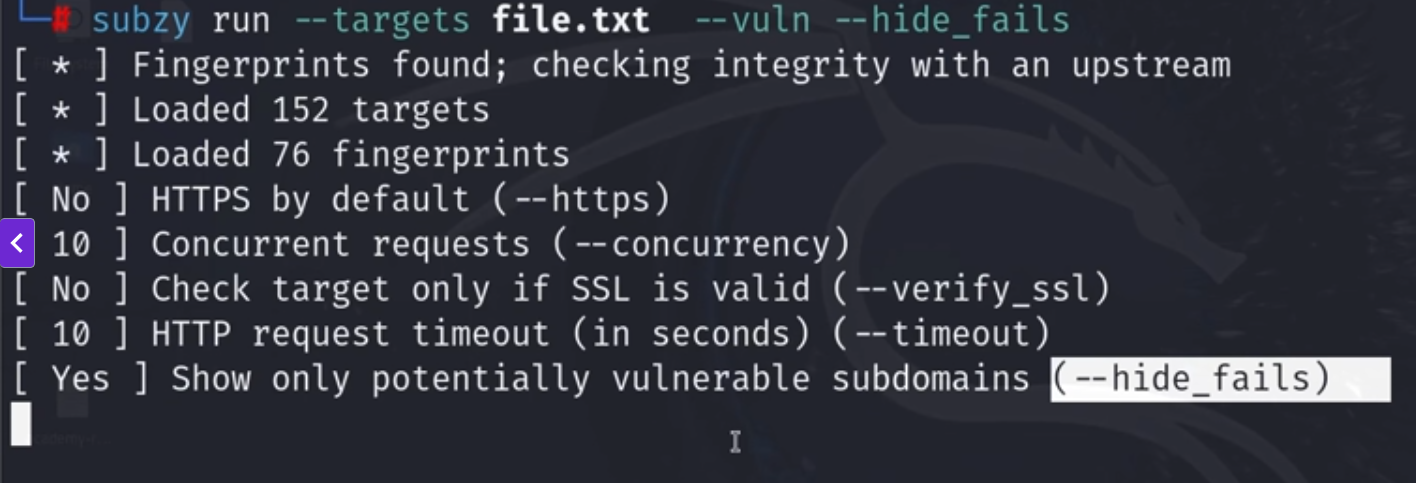 # subzy run --targets file.txt --vuln --hide_fails
[ * ] Fingerprints found; checking integrity with an upstream
[ * ] Loaded 152 targets
[ * ] Loaded 76 fingerprints
[ No ] HTTPS by default (--https)
10 ] Concurrent requests (--concurrency)
[ No ] Check target only if SSL is valid (--verify_ssl)
[ 10 ] HTTP request timeout (in seconds) (--timeout)
[ Yes ] Show only potentially vulnerable subdomains (--hide_fails)